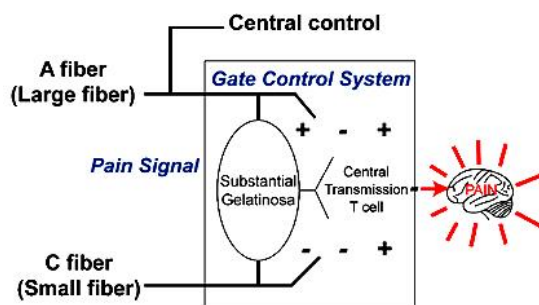 Central control
A fiber
(Large fiber)
Gate Control System
+ - +
Pain Signal
Substantial
Gelatinosa
Central
Transmission
T cell
PAIN
- - +
C fiber
(Small fiber)